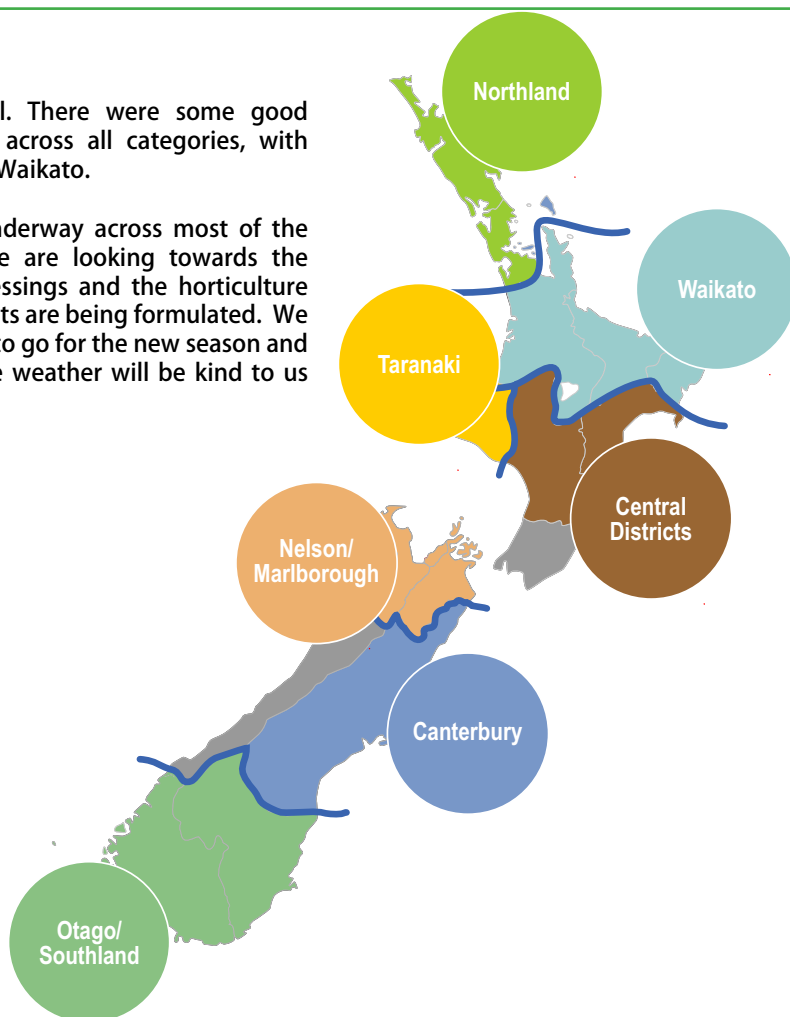 l. There were some good
across all categories, with
Waikato.
nderway across most of the
e are looking towards the
essings and the horticulture
ts are being formulated. We
to go for the new season and
e weather will be kind to us
Northland
Waikato
Taranaki
Central
Districts
Nelson/
Marlborough
Canterbury
Otago/
Southland